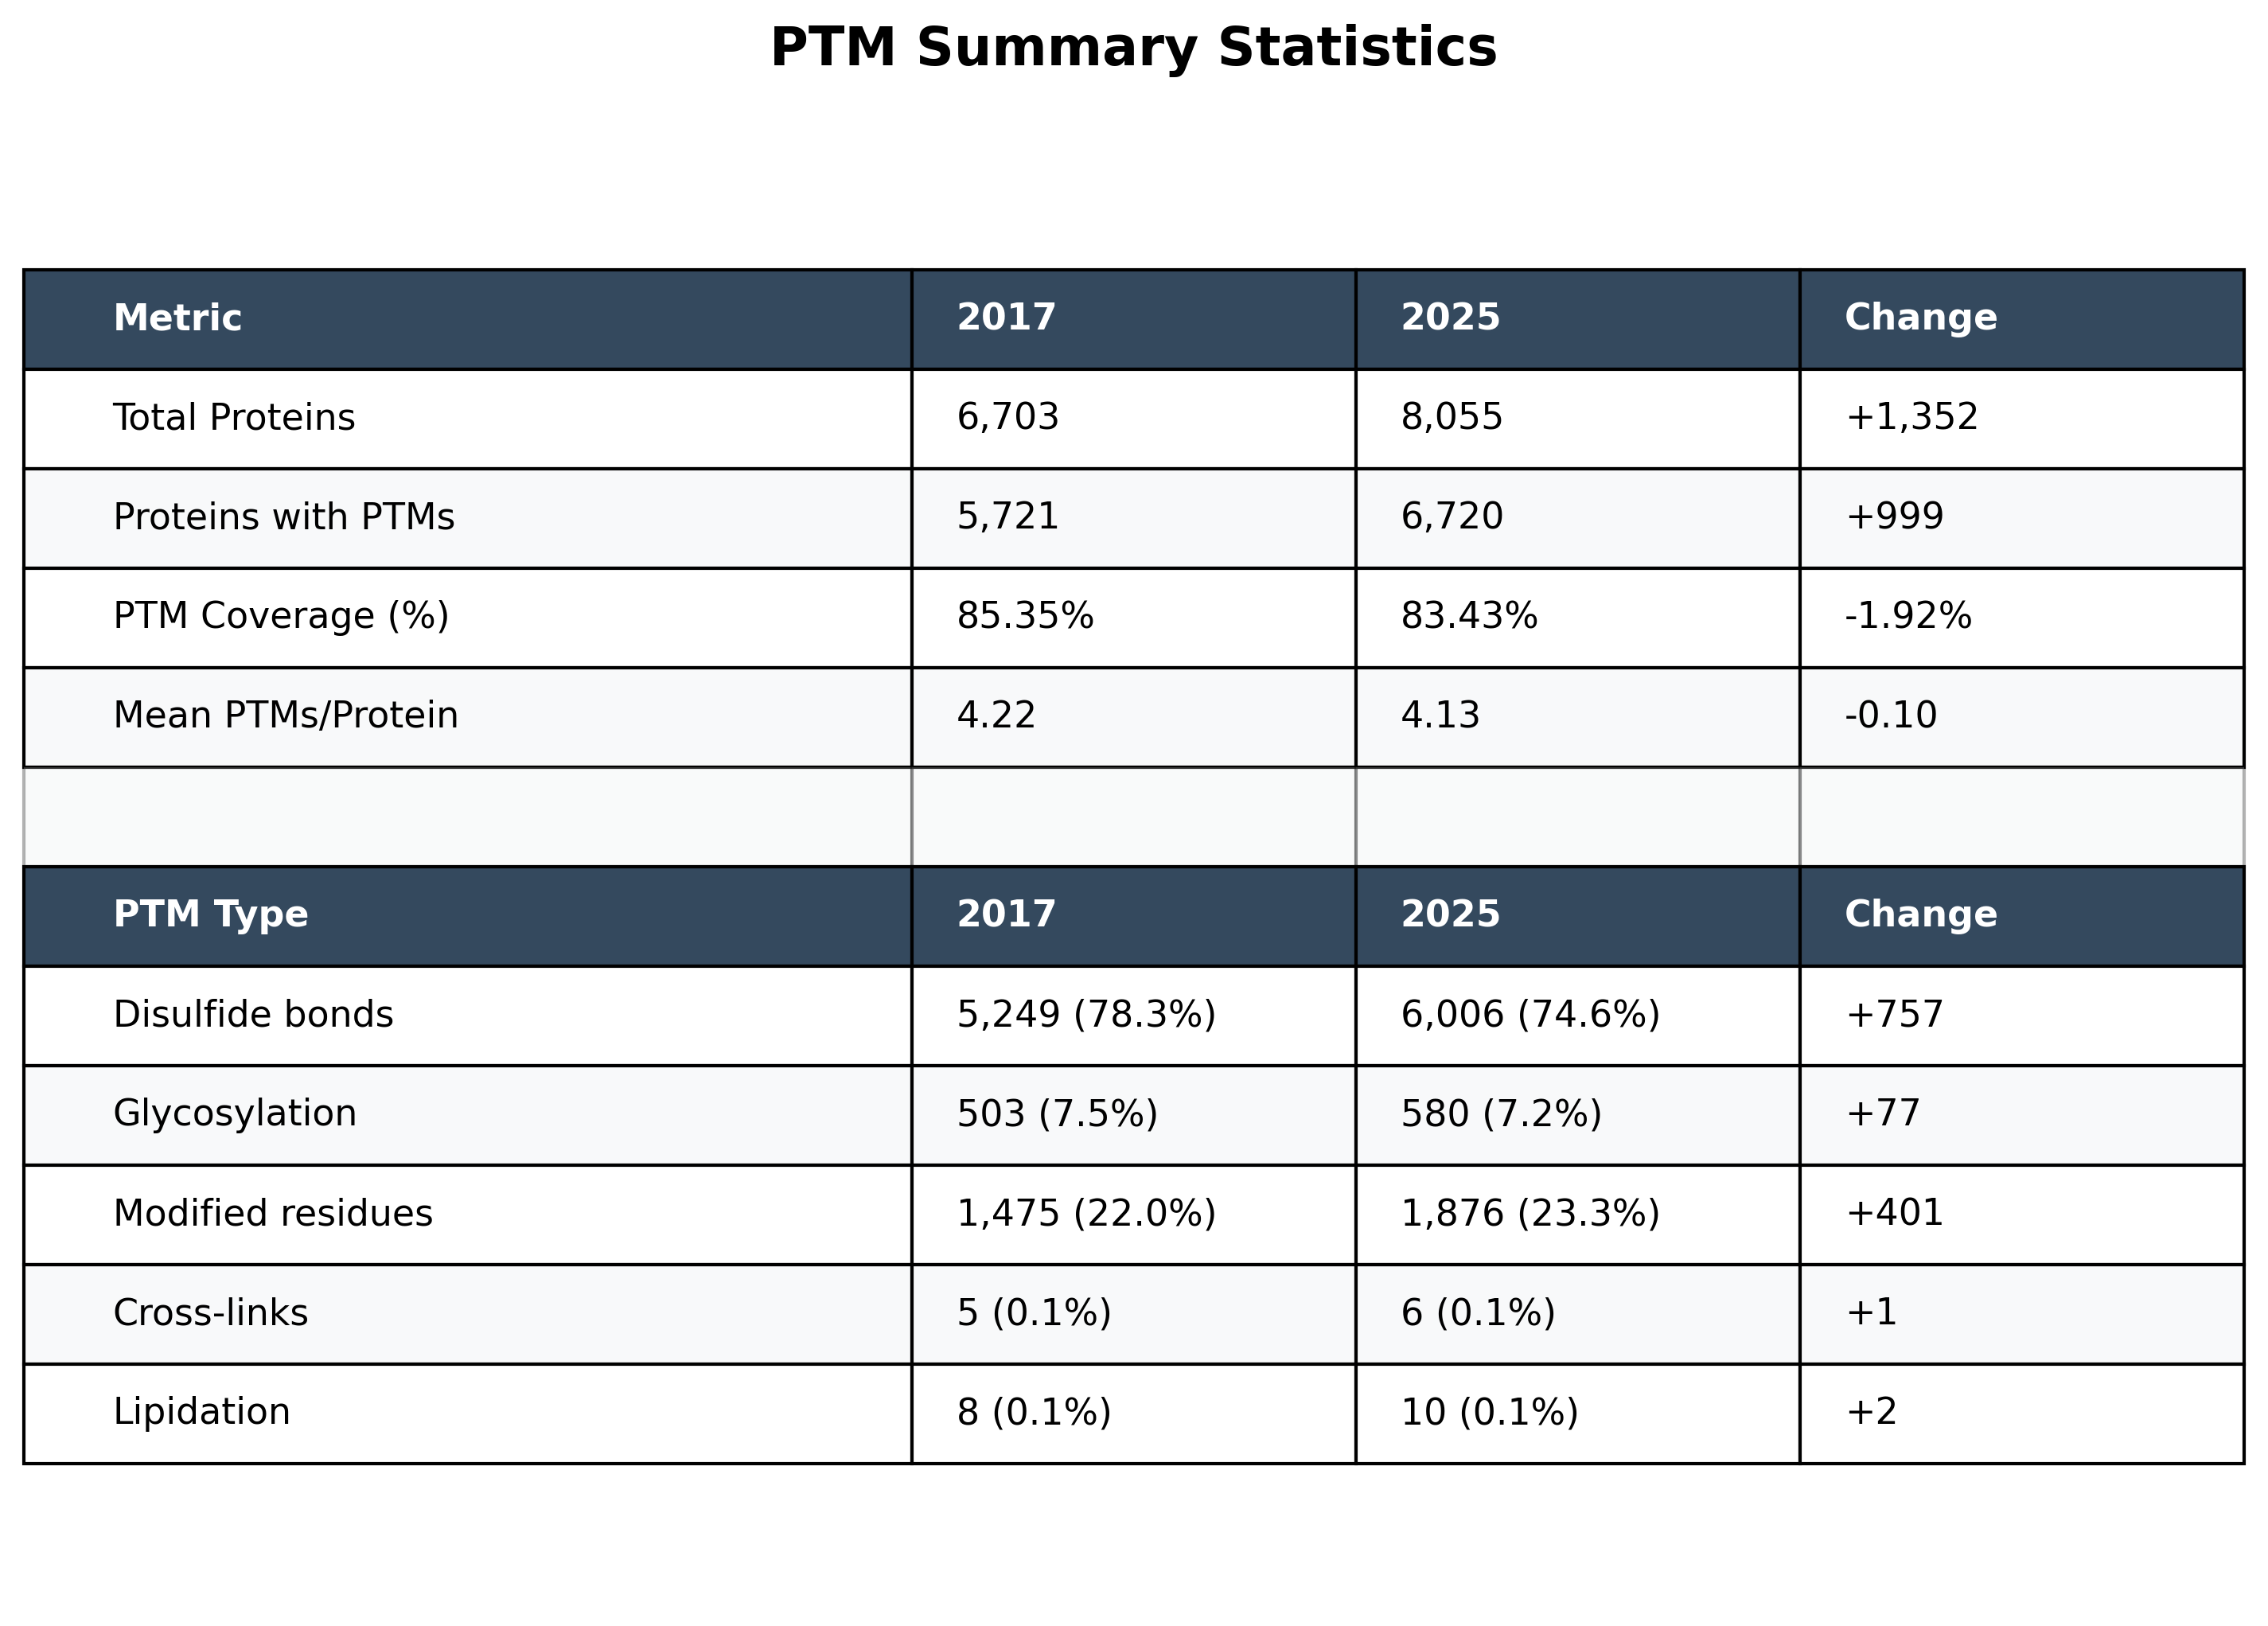 PTM Summary Statistics
Metric 2017 2025 Change
Total Proteins 6,703 8,055 +1,352
Proteins with PTMs 5,721 6,720 +999
PTM Coverage (%) 85.35% 83.43% -1.92%
Mean PTMs/Protein 4.22 4.13 -0.10
PTM Type 2017 2025 Change
Disulfide bonds 5,249 (78.3%) 6,006 (74.6%) +757
Glycosylation 503 (7.5%) 580 (7.2%) +77
Modified residues 1,475 (22.0%) 1,876 (23.3%) +401
Cross-links 5 (0.1%) 6 (0.1%) +1
Lipidation 8 (0.1%) 10 (0.1%) +2